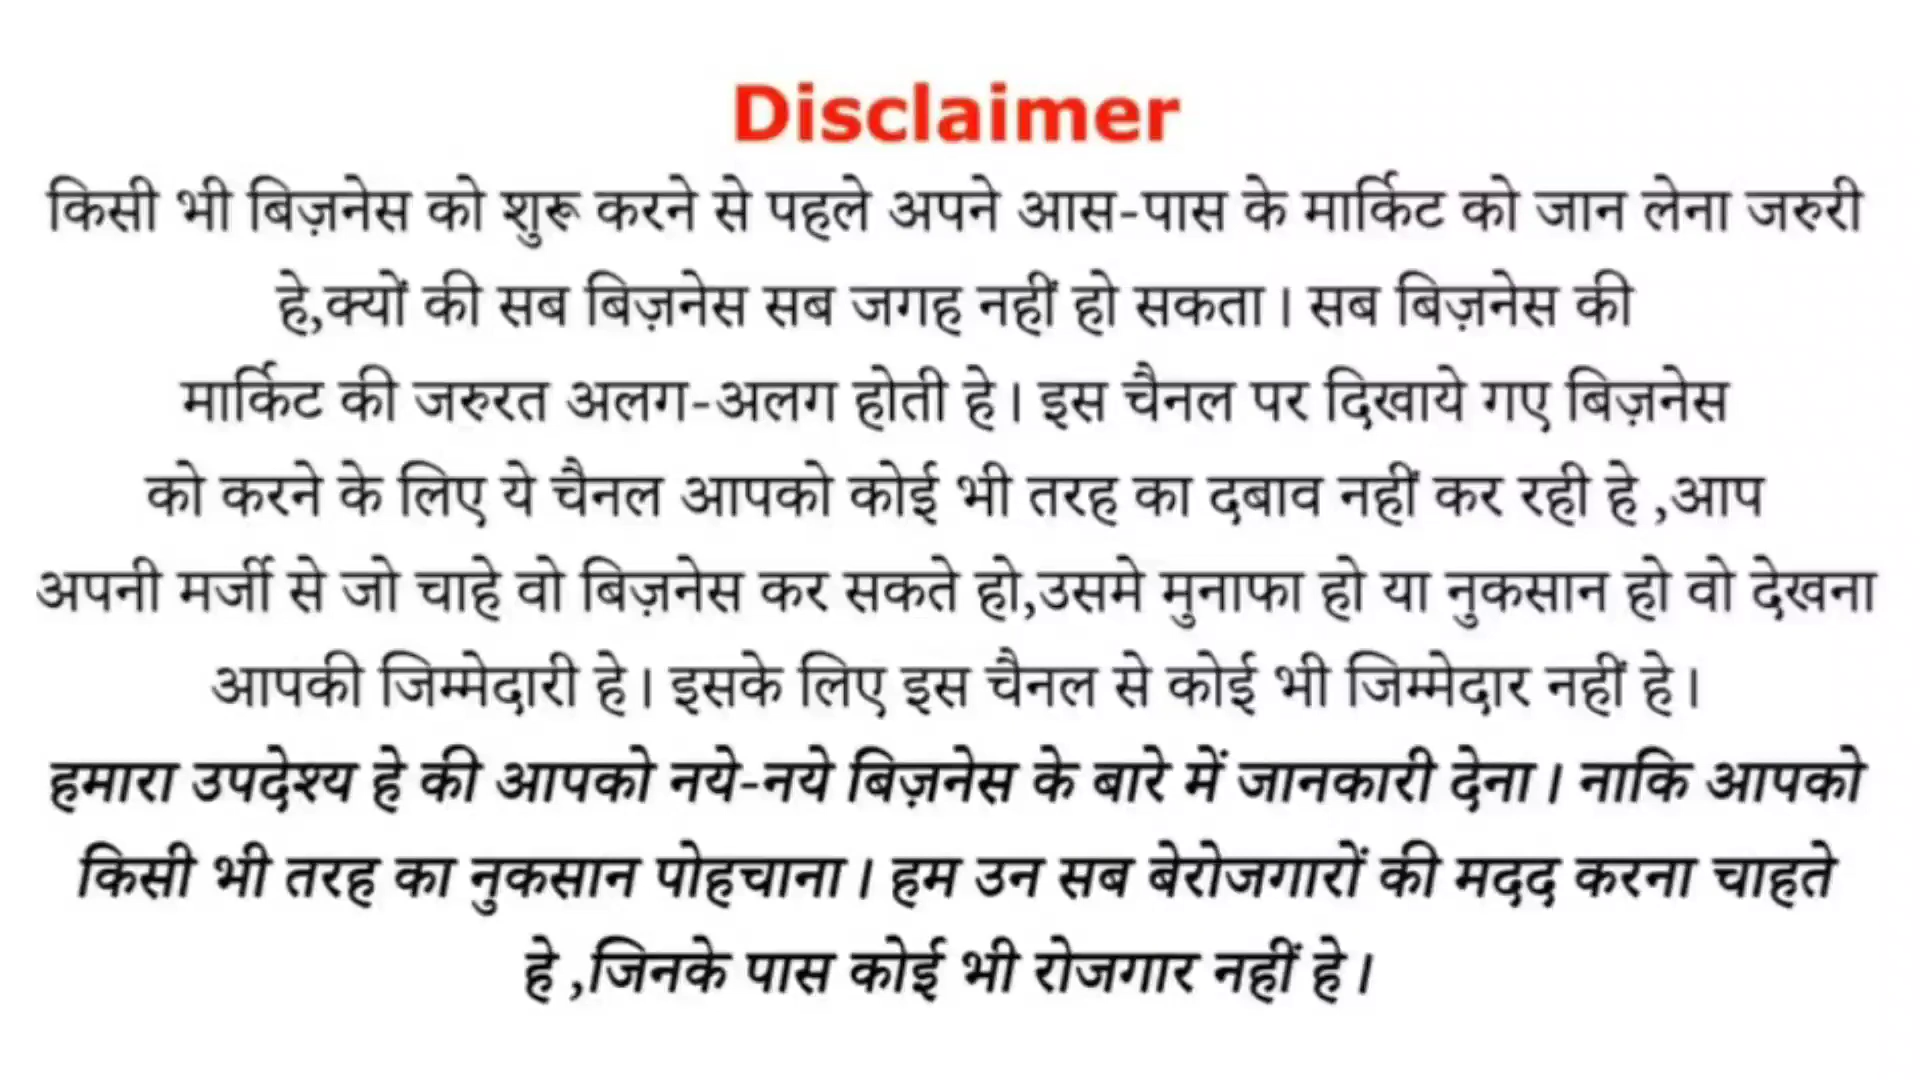 Disclaimer
किसी भी बिज़नेस को शुरू करने से पहले अपने आस-पास के मार्किट को जान लेना जरुरी
हे,क्यों की सब बिज़नेस सब जगह नहीं हो सकता। सब बिज़नेस की
मार्किट की जरुरत अलग-अलग होती हे। इस चैनल पर दिखाये गए बिज़नेस
को करने के लिए ये चैनल आपको कोई भी तरह का दबाव नहीं कर रही हे ,आप
अपनी मर्जी से जो चाहे वो बिज़नेस कर सकते हो,उसमे मुनाफा हो या नुकसान हो वो देखना
आपकी जिम्मेदारी हे। इसके लिए इस चैनल से कोई भी जिम्मेदार नहीं हे।
हमारा उपदेश्य हे की आपको नये-नये बिज़नेस के बारे में जानकारी देना। नाकि आपको
किसी भी तरह का नुकसान पोहचाना। हम उन सब बेरोजगारों की मदद करना चाहते
हे ,जिनके पास कोई भी रोजगार नहीं हे।